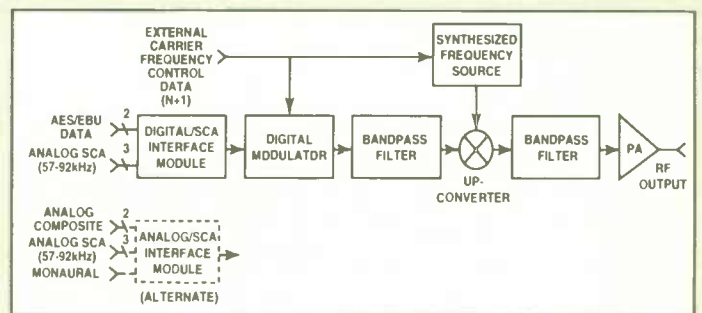 EXTERNAL
CARRIER
FREQUENCY
CONTROL
DATA
(N+1)
SYNTHESIZED
FREQUENCY
SOURCE
AES/EBU
DATA
2
ANALOG SCA
(57-92kHz)
3
DIGITAL/SCA
INTERFACE
MODULE
DIGITAL
MODULATOR
BANDPASS
FILTER
UP-
CONVERTER
BANDPASS
FILTER
PA
RF
OUTPUT
ANALOG
COMPOSITE
2
ANALOG SCA
(57-92kHz)
3
MONAURAL
ANALOG/SCA
INTERFACE
MODULE
(ALTERNATE)